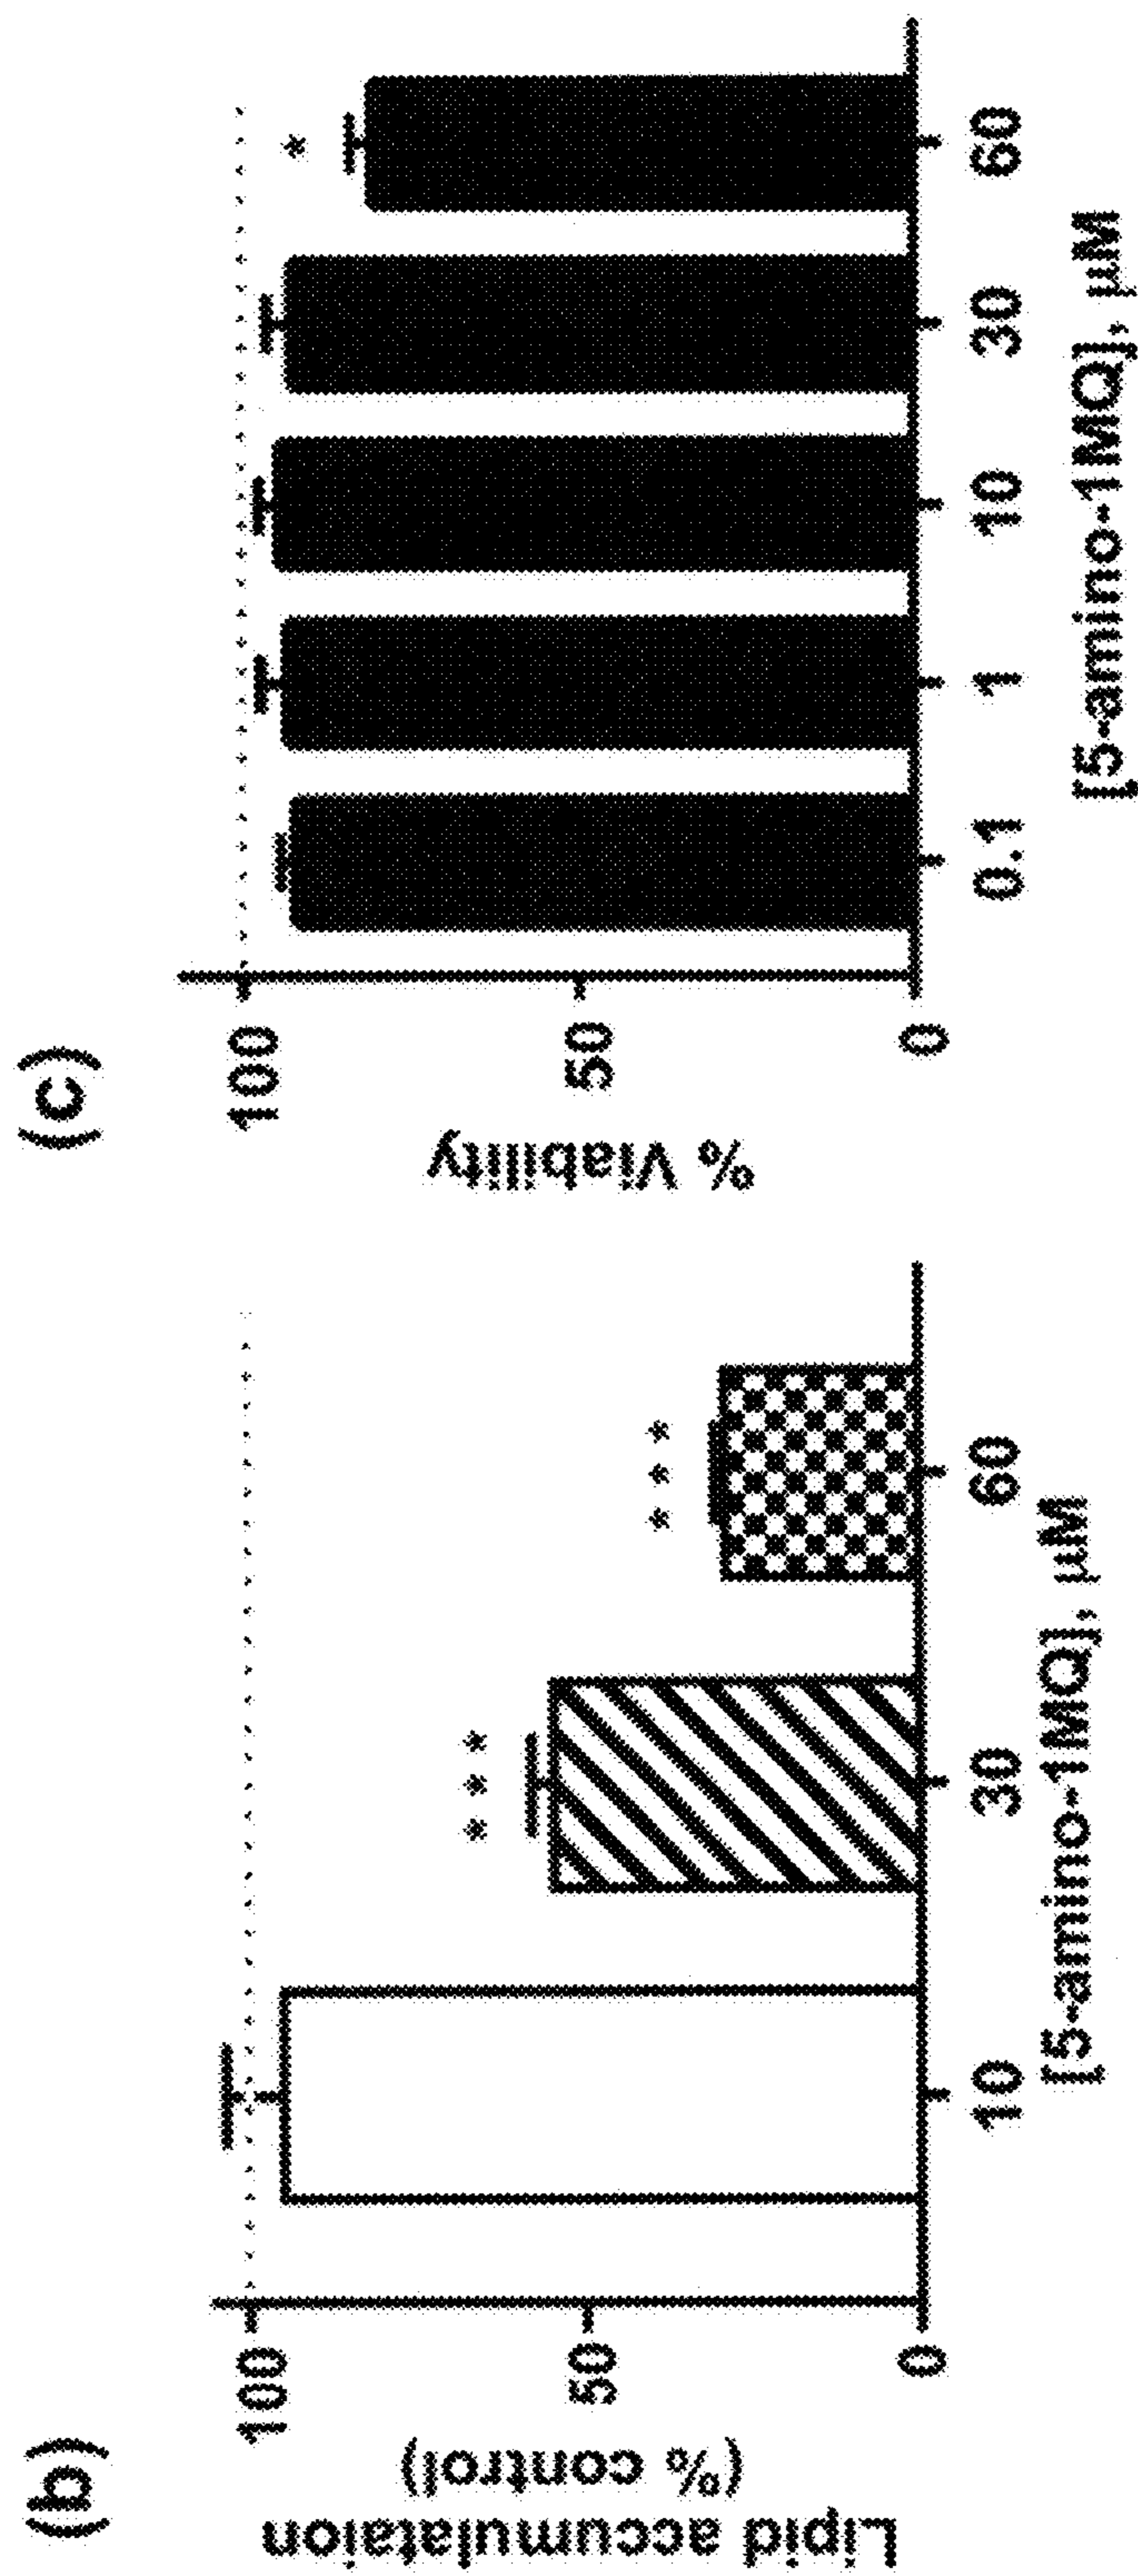 (b)
Lipid accumulataion
(% control)
100
50
0
***
***
10
30
60
[5-amino-1MQ], μM
(c)
% Viability
100
50
0
*
0.1
1
10
30
60
[5-amino-1MQ], μM